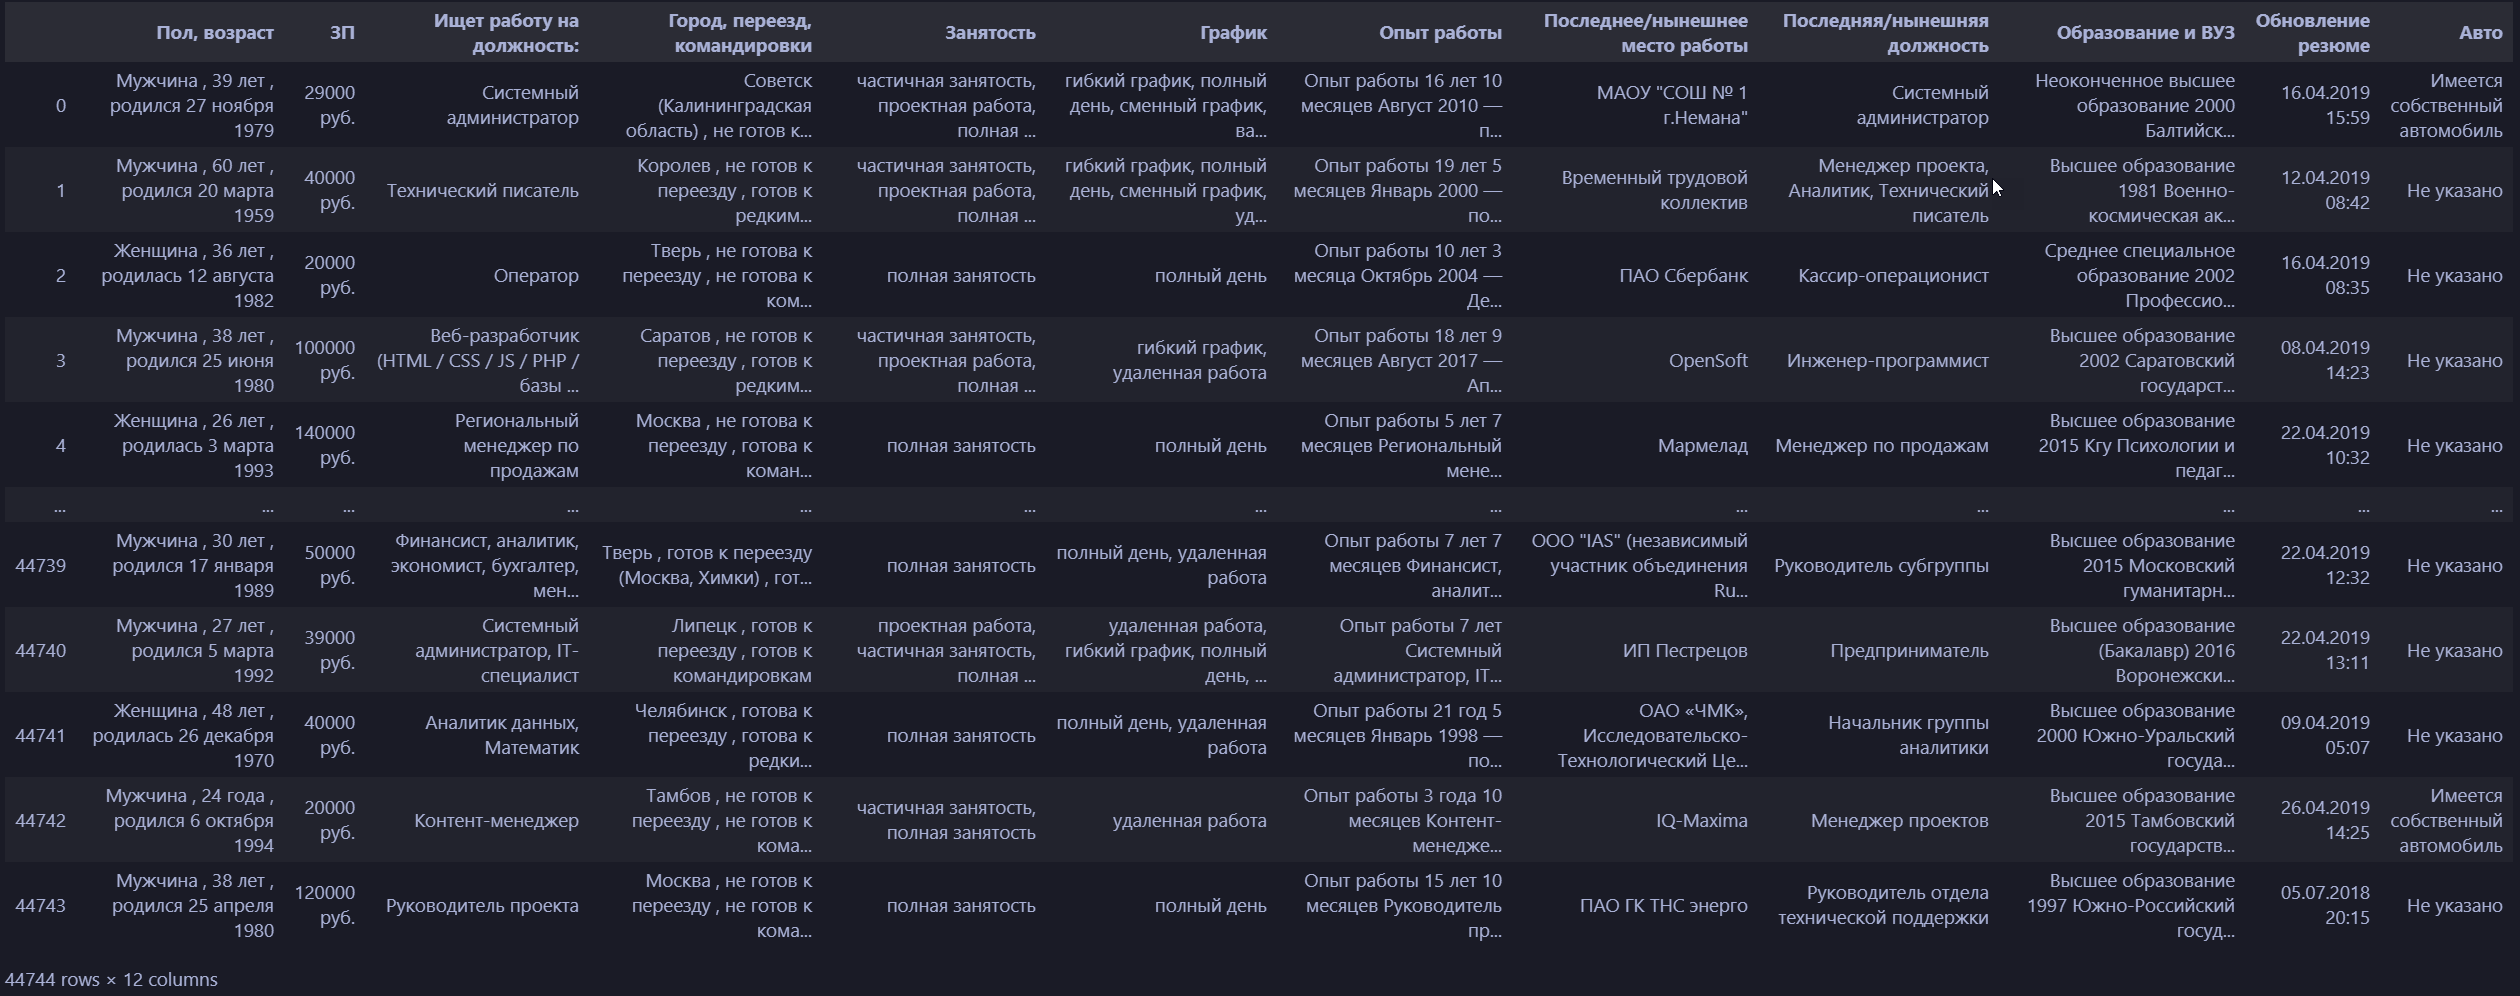 Пол, возраст ЗП Ищет работу на должность: Город, переезд, командировки Занятость График Опыт работы Последнее/нынешнее место работы Последняя/нынешняя должность Образование и ВУЗ Обновление резюме Авто
0 Мужчина , 39 лет , родился 27 ноября 1979 29000 руб. Системный администратор Советск (Калининградская область) , не готов к... частичная занятость, проектная работа, полная ... гибкий график, полный день, сменный график, ва... Опыт работы 16 лет 10 месяцев Август 2010 — п... МАОУ "СОШ № 1 г.Немана" Системный администратор Неоконченное высшее образование 2000 Балтийск... 16.04.2019 15:59 Имеется собственный автомобиль
1 Мужчина , 60 лет , родился 20 марта 1959 40000 руб. Технический писатель Королев , не готов к переезду , готов к редким... частичная занятость, проектная работа, полная ... гибкий график, полный день, сменный график, уд... Опыт работы 19 лет 5 месяцев Январь 2000 — по... Временный трудовой коллектив Менеджер проекта, Аналитик, Технический писатель Высшее образование 1981 Военно-космическая ак... 12.04.2019 08:42 Не указано
2 Женщина , 36 лет , родилась 12 августа 1982 20000 руб. Оператор Тверь , не готова к переезду , не готова к ком... полная занятость полный день Опыт работы 10 лет 3 месяца Октябрь 2004 — Де... ПАО Сбербанк Кассир-операционист Среднее специальное образование 2002 Профессио... 16.04.2019 08:35 Не указано
3 Мужчина , 38 лет , родился 25 июня 1980 100000 руб. Веб-разработчик (HTML / CSS / JS / PHP / базы ... Саратов , не готов к переезду , готов к редким... частичная занятость, проектная работа, полная ... гибкий график, удаленная работа Опыт работы 18 лет 9 месяцев Август 2017 — Ап... OpenSoft Инженер-программист Высшее образование 2002 Саратовский государст... 08.04.2019 14:23 Не указано
4 Женщина , 26 лет , родилась 3 марта 1993 140000 руб. Региональный менеджер по продажам Москва , не готова к переезду , готова к коман... полная занятость полный день Опыт работы 5 лет 7 месяцев Региональный мене... Мармелад Менеджер по продажам Высшее образование 2015 Кгу Психологии и педаг... 22.04.2019 10:32 Не указано
... ... ... ... ... ... ... ... ... ... ... ... ...
44739 Мужчина , 30 лет , родился 17 января 1989 50000 руб. Финансист, аналитик, экономист, бухгалтер, мен... Тверь , готов к переезду (Москва, Химки) , гот... полная занятость полный день, удаленная работа Опыт работы 7 лет 7 месяцев Финансист, аналит... ООО "IAS" (независимый участник объединения Ru... Руководитель субгруппы Высшее образование 2015 Московский гуманитарн... 22.04.2019 12:32 Не указано
44740 Мужчина , 27 лет , родился 5 марта 1992 39000 руб. Системный администратор, IT-специалист Липецк , готов к переезду , готов к командировкам проектная работа, частичная занятость, полная ... удаленная работа, гибкий график, полный день, ... Опыт работы 7 лет Системный администратор, IT... ИП Пестрецов Предприниматель Высшее образование (Бакалавр) 2016 Воронежски... 22.04.2019 13:11 Не указано
44741 Женщина , 48 лет , родилась 26 декабря 1970 40000 руб. Аналитик данных, Математик Челябинск , готова к переезду , готова к редки... полная занятость полный день, удаленная работа Опыт работы 21 год 5 месяцев Январь 1998 — по... ОАО «ЧМК», Исследовательско-Технологический Це... Начальник группы аналитики Высшее образование 2000 Южно-Уральский госуда... 09.04.2019 05:07 Не указано
44742 Мужчина , 24 года , родился 6 октября 1994 20000 руб. Контент-менеджер Тамбов , не готов к переезду , не готов к кома... частичная занятость, полная занятость удаленная работа Опыт работы 3 года 10 месяцев Контент-менедже... IQ-Maxima Менеджер проектов Высшее образование 2015 Тамбовский государств... 26.04.2019 14:25 Имеется собственный автомобиль
44743 Мужчина , 38 лет , родился 25 апреля 1980 120000 руб. Руководитель проекта Москва , не готов к переезду , не готов к кома... полная занятость полный день Опыт работы 15 лет 10 месяцев Руководитель пр... ПАО ГК ТНС энерго Руководитель отдела технической поддержки Высшее образование 1997 Южно-Российский госуд... 05.07.2018 20:15 Не указано
44744 rows × 12 columns